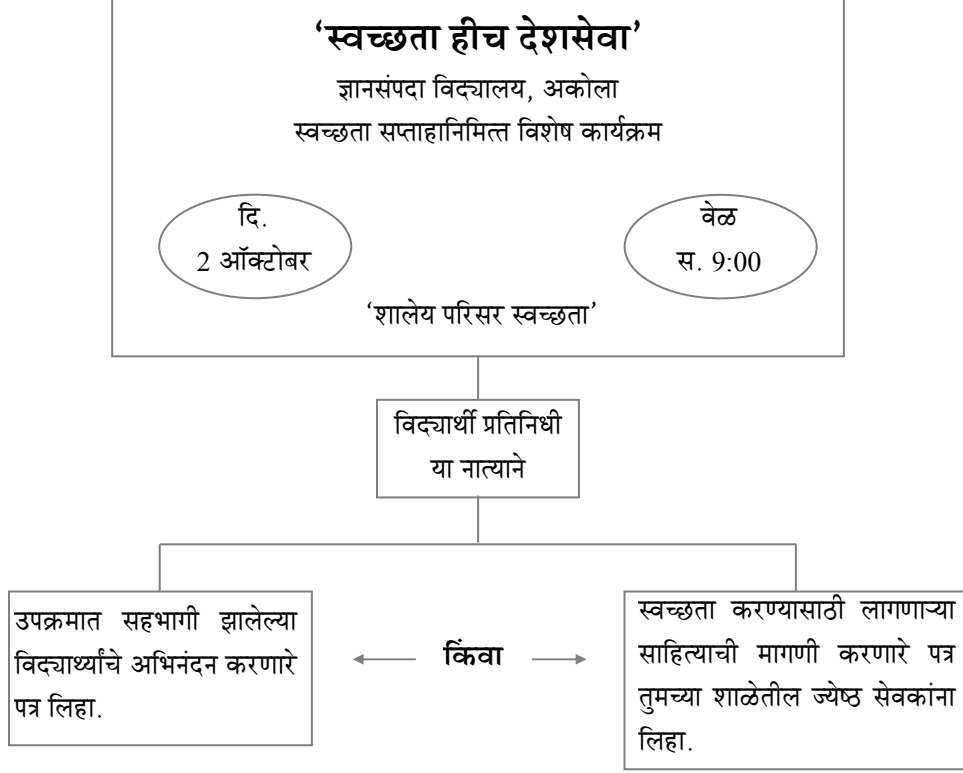 ‘स्वच्छता हीच देशसेवा’
ज्ञानसंपदा विद्यालय, अकोला
स्वच्छता सप्ताहानिमित्त विशेष कार्यक्रम
दि.
2 ऑक्टोबर
वेळ
स. 9:00
‘शालेय परिसर स्वच्छता’
विद्यार्थी प्रतिनिधी
या नात्याने
उपक्रमात सहभागी झालेल्या
विद्यार्थ्यांचे अभिनंदन करणारे
पत्र लिहा.
किंवा
स्वच्छता करण्यासाठी लागणाऱ्या
साहित्याची मागणी करणारे पत्र
तुमच्या शाळेतील ज्येष्ठ सेवकांना
लिहा.